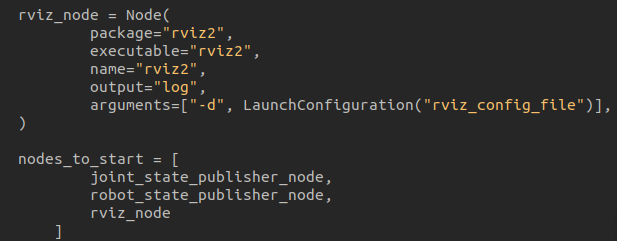 rviz_node = Node(
        package="rviz2",
        executable="rviz2",
        name="rviz2",
        output="log",
        arguments=["-d", LaunchConfiguration("rviz_config_file")],
)
nodes_to_start = [
        joint_state_publisher_node,
        robot_state_publisher_node,
        rviz_node
    ]